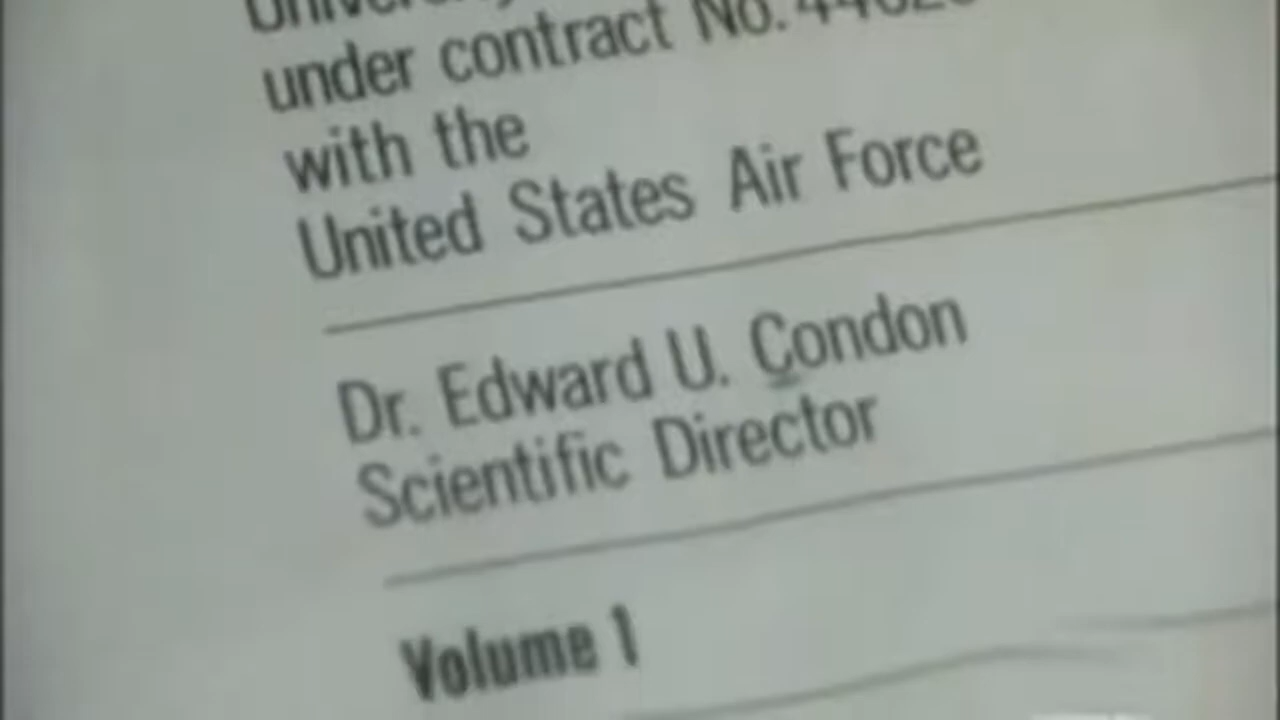 under contract No.
with the
United States Air Force
Dr. Edward U. Condon
Scientific Director
Volume 1